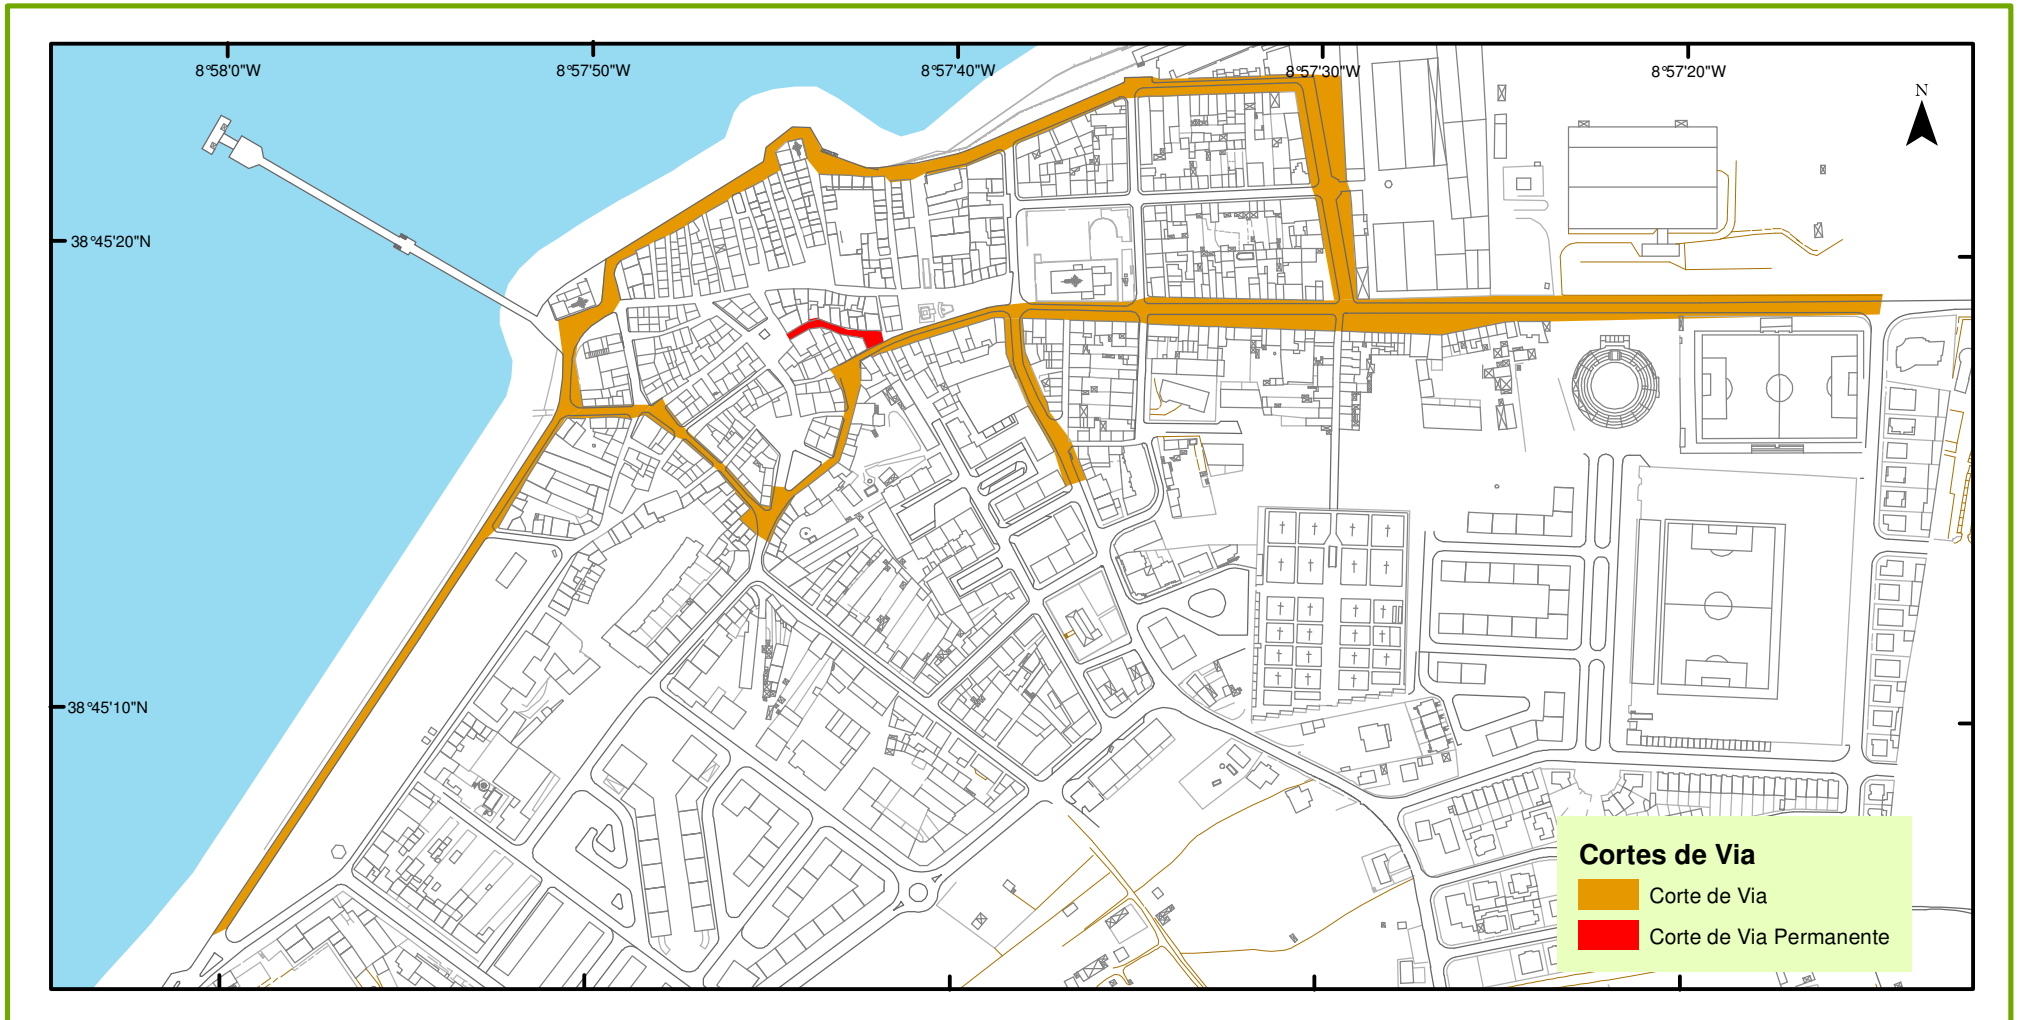 8°58'0"W
8°57'50"W
8°57'40"W
8°57'30"W
8°57'20"W
N
38°45'20"N
38°45'10"N
Cortes de Via
Corte de Via
Corte de Via Permanente